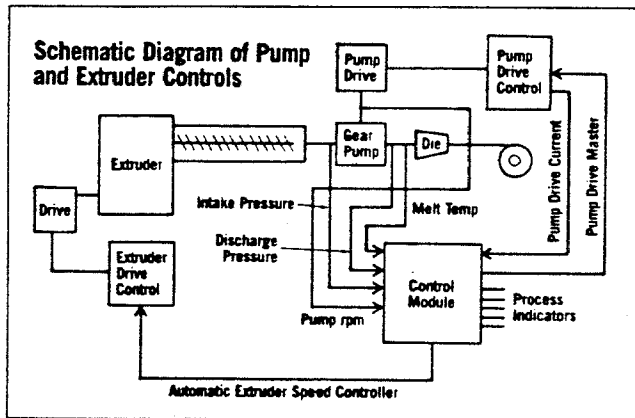 Schematic Diagram of Pump
and Extruder Controls
Pump
Drive
Pump
Drive
Control
Extruder
Gear
Pump
Die
Pump Drive Current
Pump Drive Master
Intake Pressure
Melt Temp
Drive
Discharge
Pressure
Extruder
Drive
Control
Control
Module
Process
Indicators
Pump rpm
Automatic Extruder Speed Controller